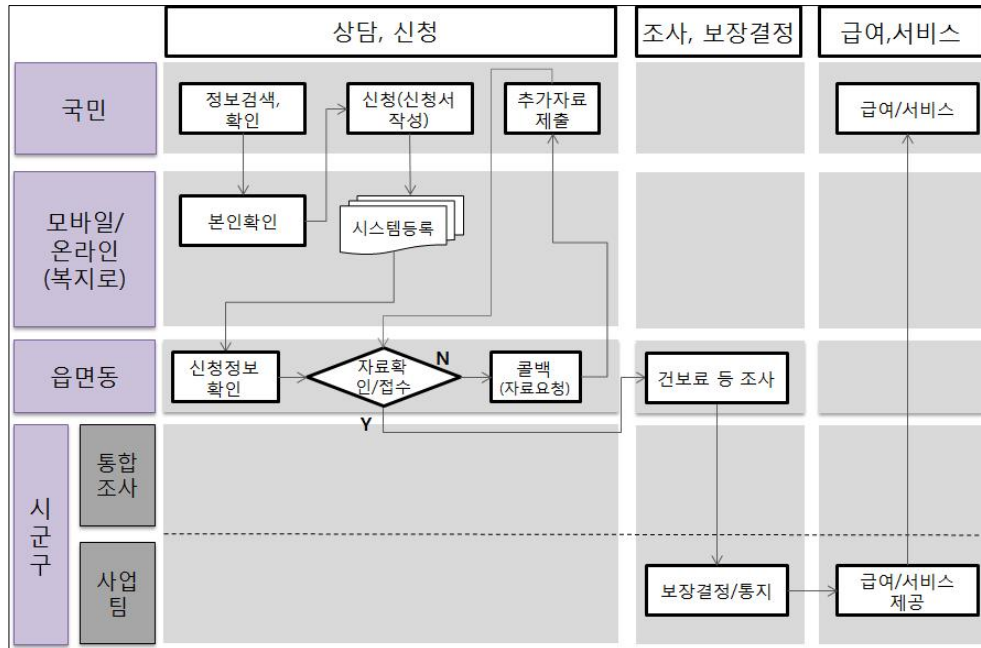 상담, 신청
조사, 보장결정
급여,서비스
국민
정보검색,
확인
신청(신청서
작성)
추가자료
제출
급여/서비스
모바일/
온라인
(복지로)
본인확인
시스템등록
읍면동
신청정보
확인
자료확
인/접수
N
Y
콜백
(자료요청)
건보료 등 조사
시
군
구
통합
조사
사업
팀
보장결정/통지
급여/서비스
제공